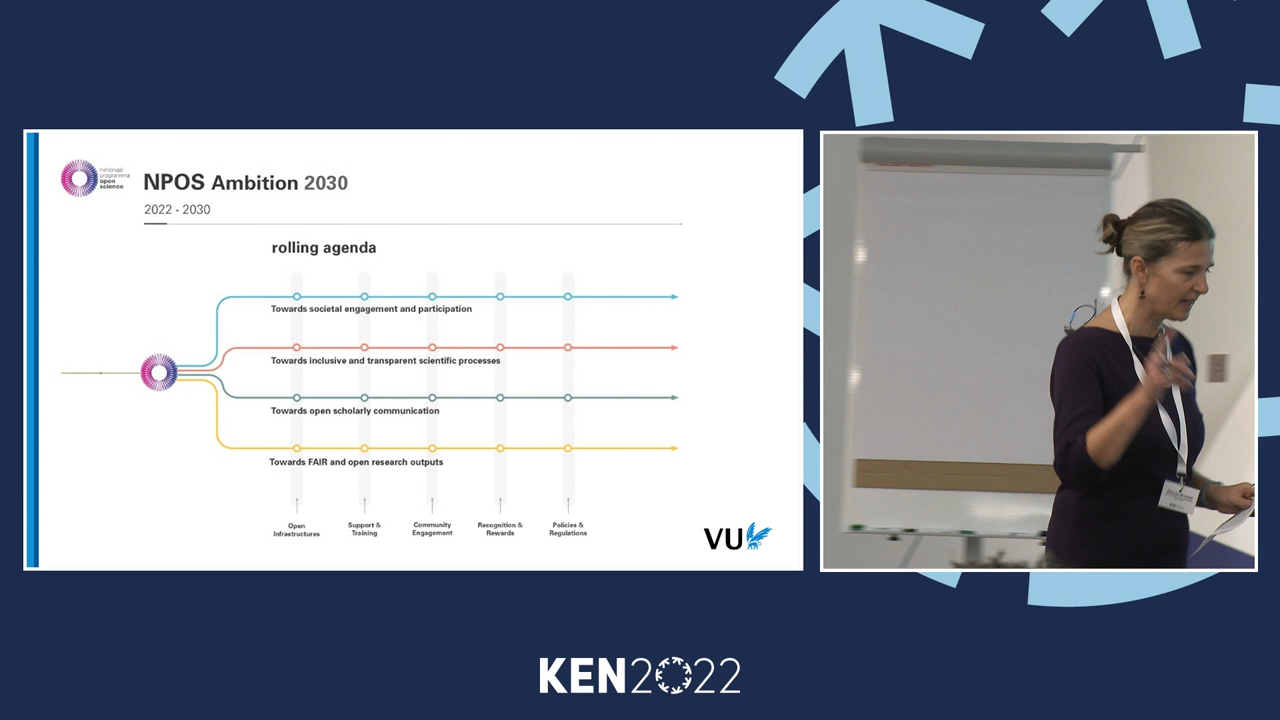 nationaal
programma
open
science
NPOS Ambition 2030
2022 - 2030
rolling agenda
Towards societal engagement and participation
Towards inclusive and transparent scientific processes
Towards open scholarly communication
Towards FAIR and open research outputs
Open
Infrastructures
Support &
Training
Community
Engagement
Recognition &
Rewards
Policies &
Regulations
VU
KEN2022